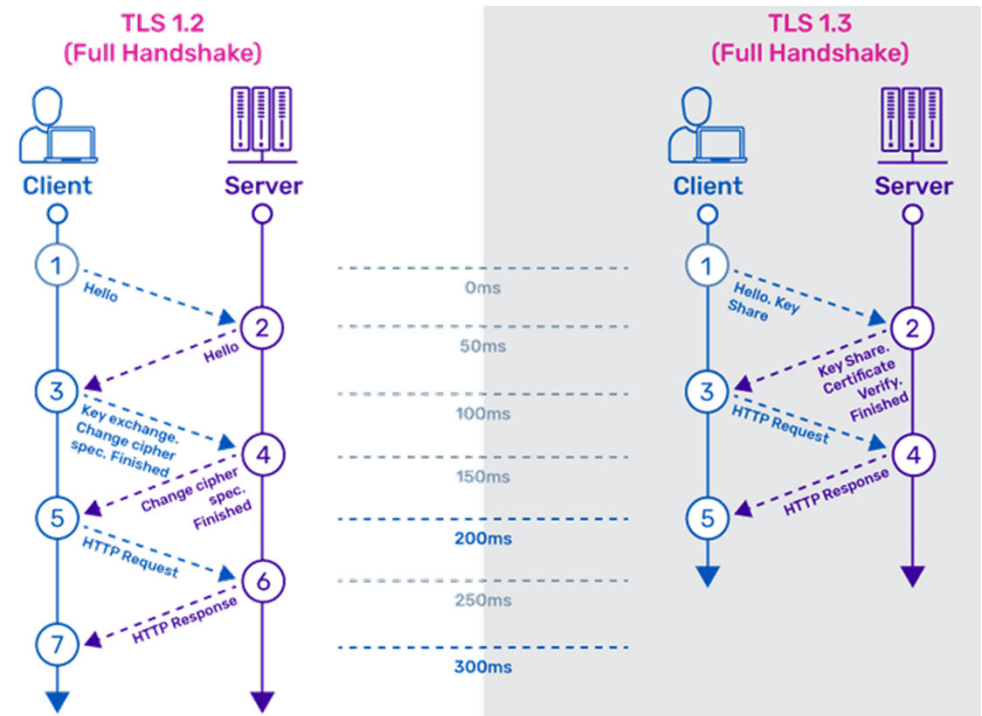 TLS 1.2
(Full Handshake)
Client
Server
1
Hello
2
Hello
3
Key exchange.
Change cipher
spec. Finished
4
Change cipher
spec.
Finished
5
HTTP Request
6
HTTP Response
7
0ms
50ms
100ms
150ms
200ms
250ms
300ms
TLS 1.3
(Full Handshake)
Client
Server
1
Hello. Key
Share
2
Key Share.
Certificate
Verify.
Finished
3
HTTP Request
4
HTTP Response
5